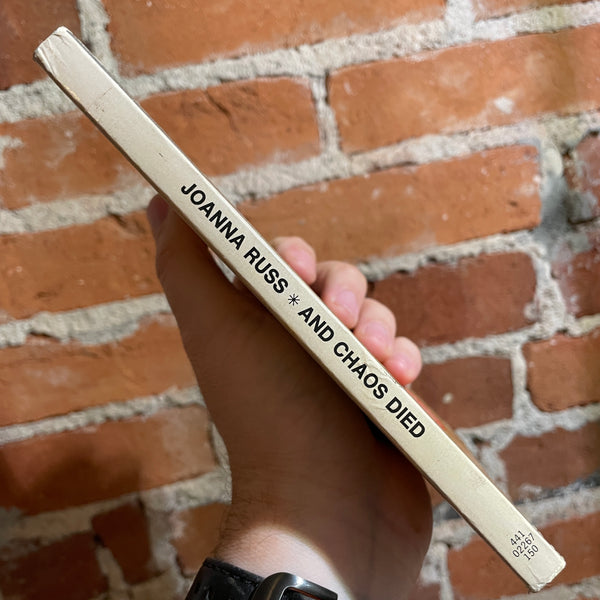 JOANNA RUSS ✳ AND CHAOS DIED
441
02267
150